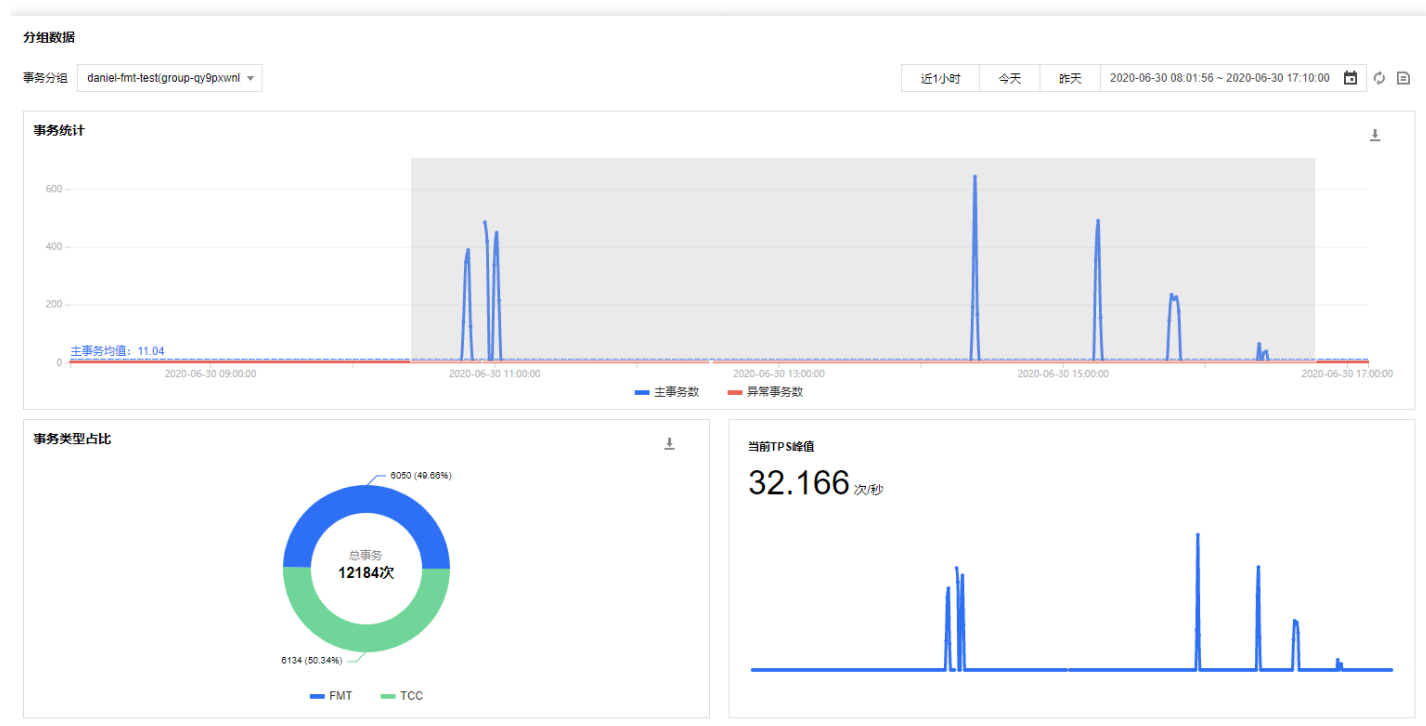 分组数据
事务分组 daniel-fmt-test(group-qy9pxwnl 近1小时 今天 昨天 2020-06-30 08:01:56 ~ 2020-06-30 17:10:00
事务统计
600
400
200
主事务均值：11.04
0
2020-06-30 09:00:00 2020-06-30 11:00:00 2020-06-30 13:00:00 2020-06-30 15:00:00 2020-06-30 17:00:00
主事务数 异常事务数
事务类型占比
6050 (49.66%)
总事务
12184次
6134 (50.34%)
FMT TCC
当前TPS峰值
32.166 次/秒